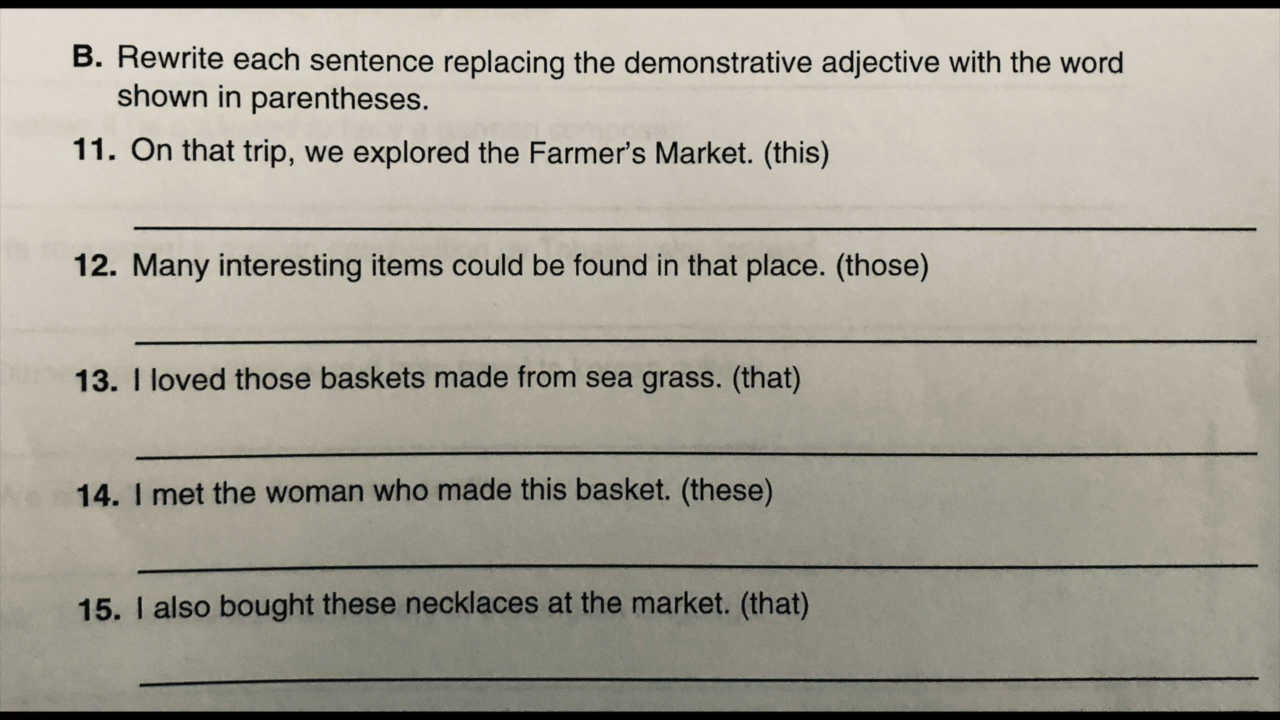 B. Rewrite each sentence replacing the demonstrative adjective with the word
shown in parentheses.
11. On that trip, we explored the Farmer's Market. (this)
12. Many interesting items could be found in that place. (those)
13. I loved those baskets made from sea grass. (that)
14. I met the woman who made this basket. (these)
15. I also bought these necklaces at the market. (that)